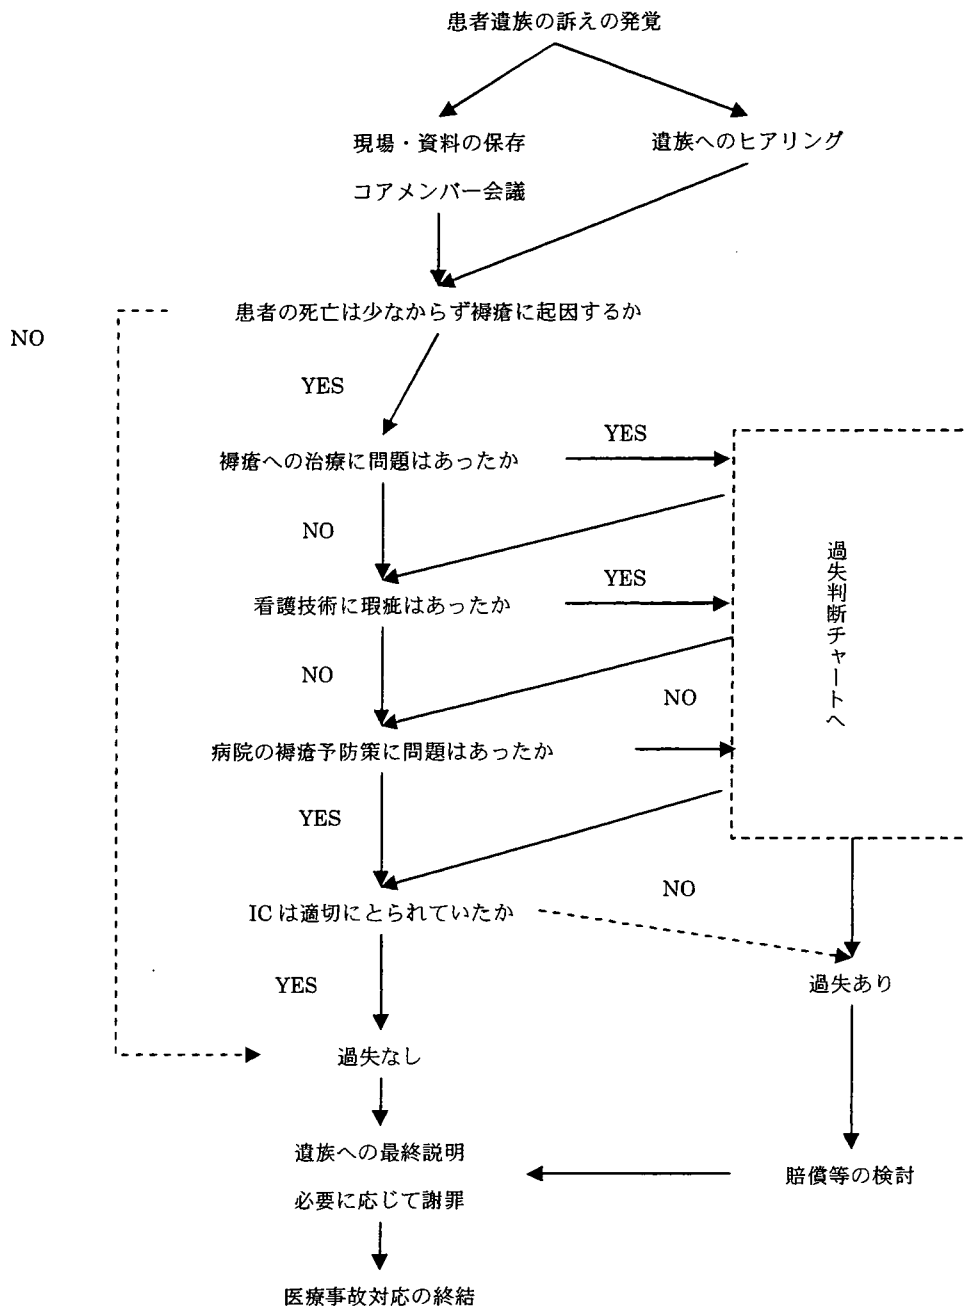 患者遺族の訴えの発覚
現場・資料の保存
遺族へのヒアリング
コアメンバー会議
患者の死亡は少なからず褥瘡に起因するか
NO
YES
褥瘡への治療に問題はあったか
YES
NO
看護技術に瑕疵はあったか
YES
NO
過失判断チャートへ
病院の褥瘡予防策に問題はあったか
NO
YES
ICは適切にとられていたか
NO
YES
過失あり
過失なし
遺族への最終説明
必要に応じて謝罪
賠償等の検討
医療事故対応の終結